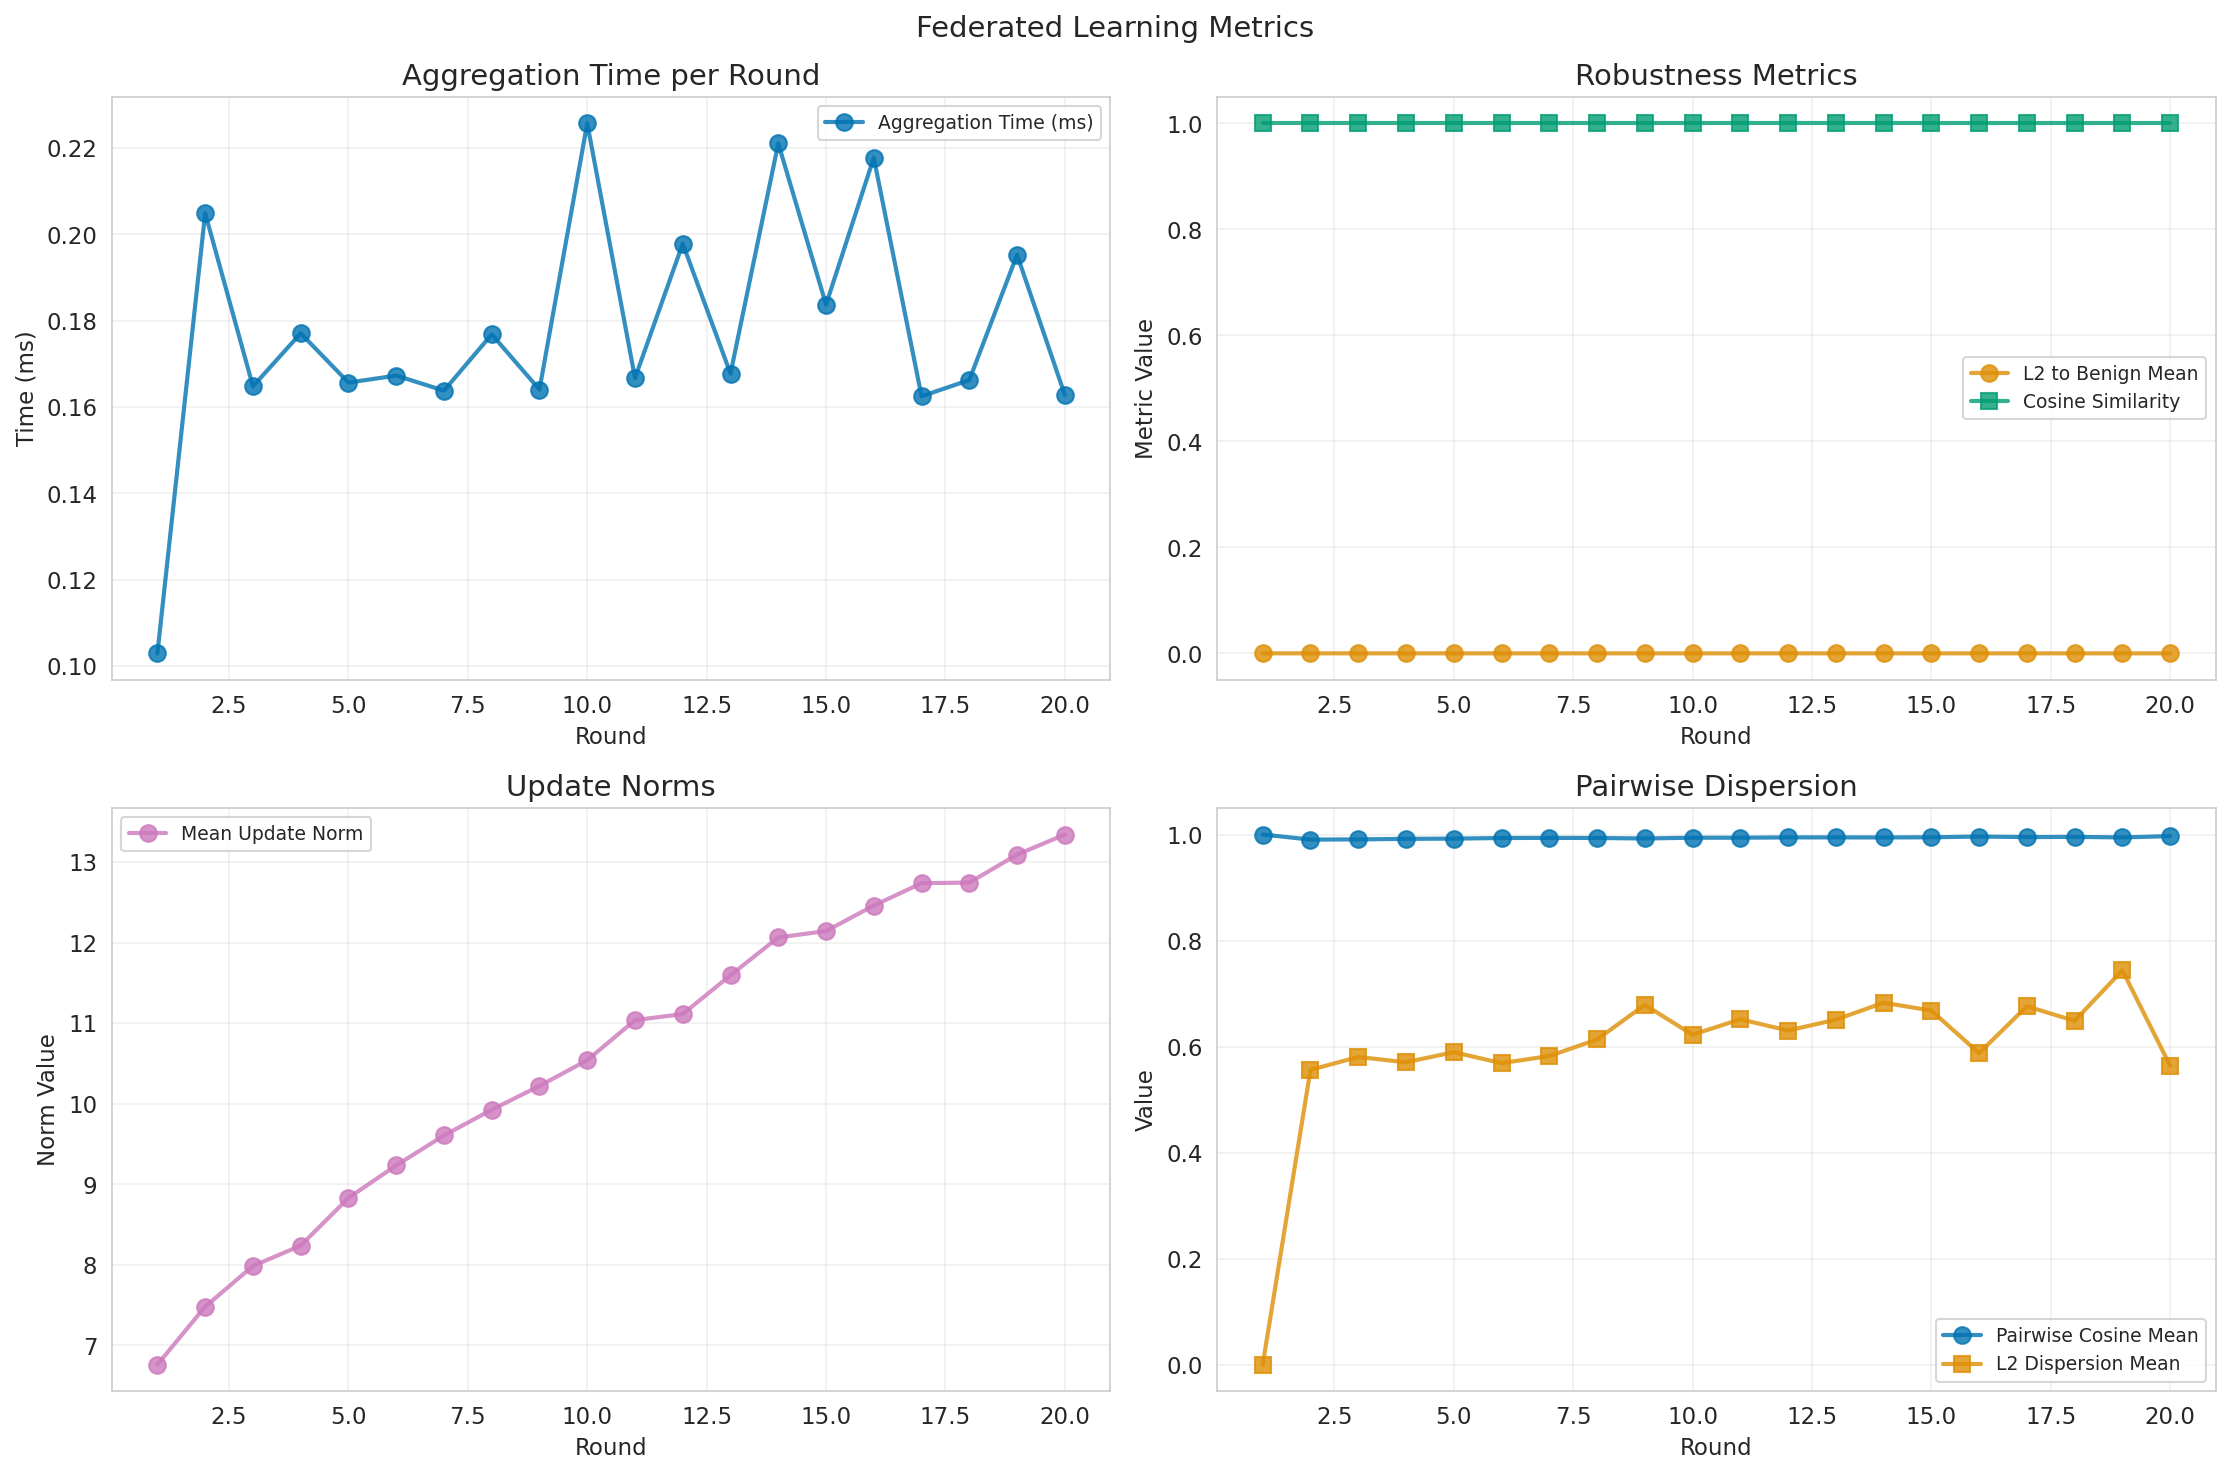 Federated Learning Metrics
Aggregation Time per Round
Aggregation Time (ms)
Time (ms)
0.22
0.20
0.18
0.16
0.14
0.12
0.10
2.5 5.0 7.5 10.0 12.5 15.0 17.5 20.0
Round
Robustness Metrics
Metric Value
1.0
0.8
0.6
0.4
0.2
0.0
L2 to Benign Mean
Cosine Similarity
2.5 5.0 7.5 10.0 12.5 15.0 17.5 20.0
Round
Update Norms
Mean Update Norm
Norm Value
13
12
11
10
9
8
7
2.5 5.0 7.5 10.0 12.5 15.0 17.5 20.0
Round
Pairwise Dispersion
Value
1.0
0.8
0.6
0.4
0.2
0.0
Pairwise Cosine Mean
L2 Dispersion Mean
2.5 5.0 7.5 10.0 12.5 15.0 17.5 20.0
Round